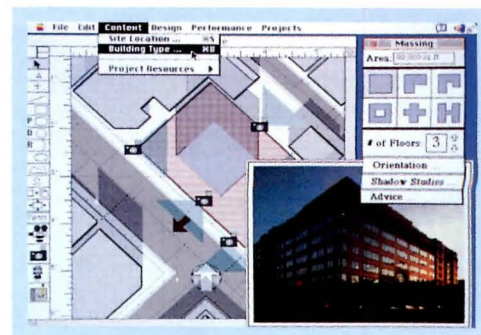 File Edit Context Design Performance Projects
Site Location ... ⌘S
Building Type ... ⌘B
Project Resources ▶
Massing
Area:
# of Floors: 3
Orientation
Shadow Studies
Advice